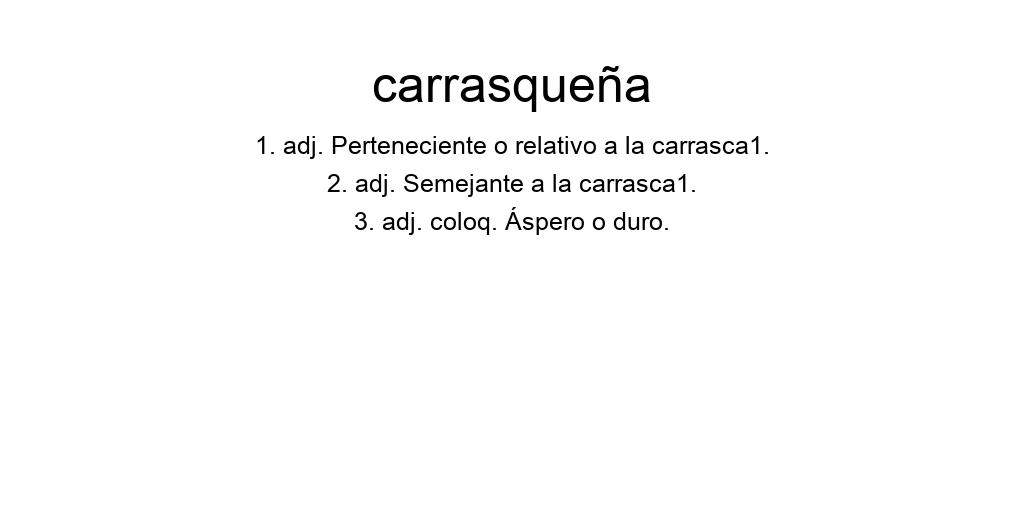 carrasqueña
1. adj. Perteneciente o relativo a la carrasca1.
2. adj. Semejante a la carrasca1.
3. adj. coloq. Áspero o duro.